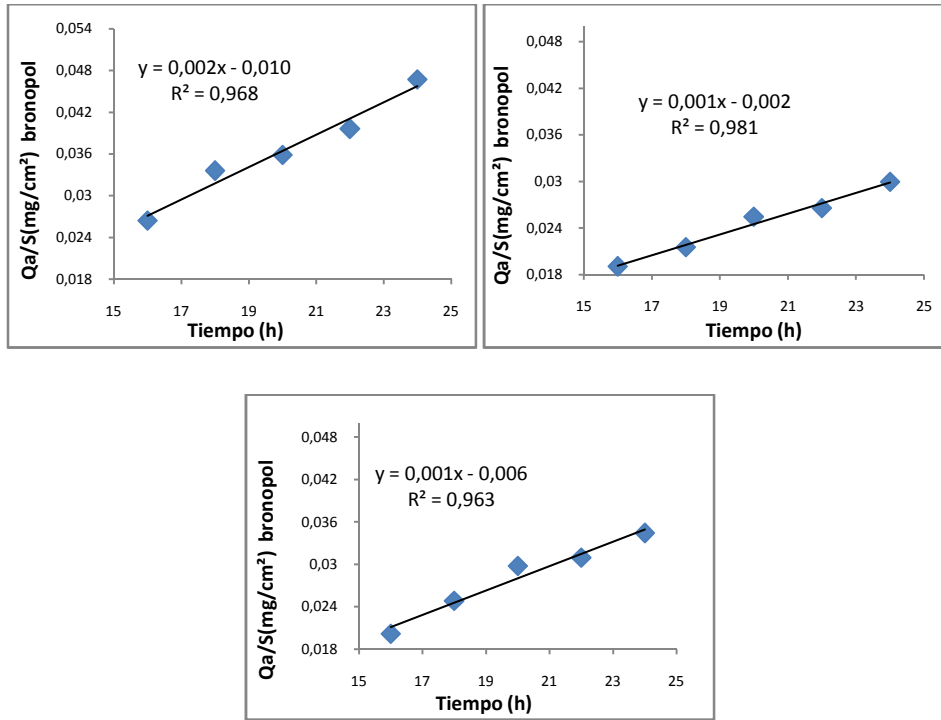 0,054
0,048
0,042
0,036
0,03
0,024
0,018
Qa/S(mg/cm²) bronopol
y = 0,002x - 0,010
R² = 0,968
15 17 19 21 23 25
Tiempo (h)
0,048
0,042
0,036
0,03
0,024
0,018
Qa/S(mg/cm²) bronopol
y = 0,001x - 0,002
R² = 0,981
15 17 19 21 23 25
Tiempo (h)
0,048
0,042
0,036
0,03
0,024
0,018
Qa/S(mg/cm²) bronopol
y = 0,001x - 0,006
R² = 0,963
15 17 19 21 23 25
Tiempo (h)